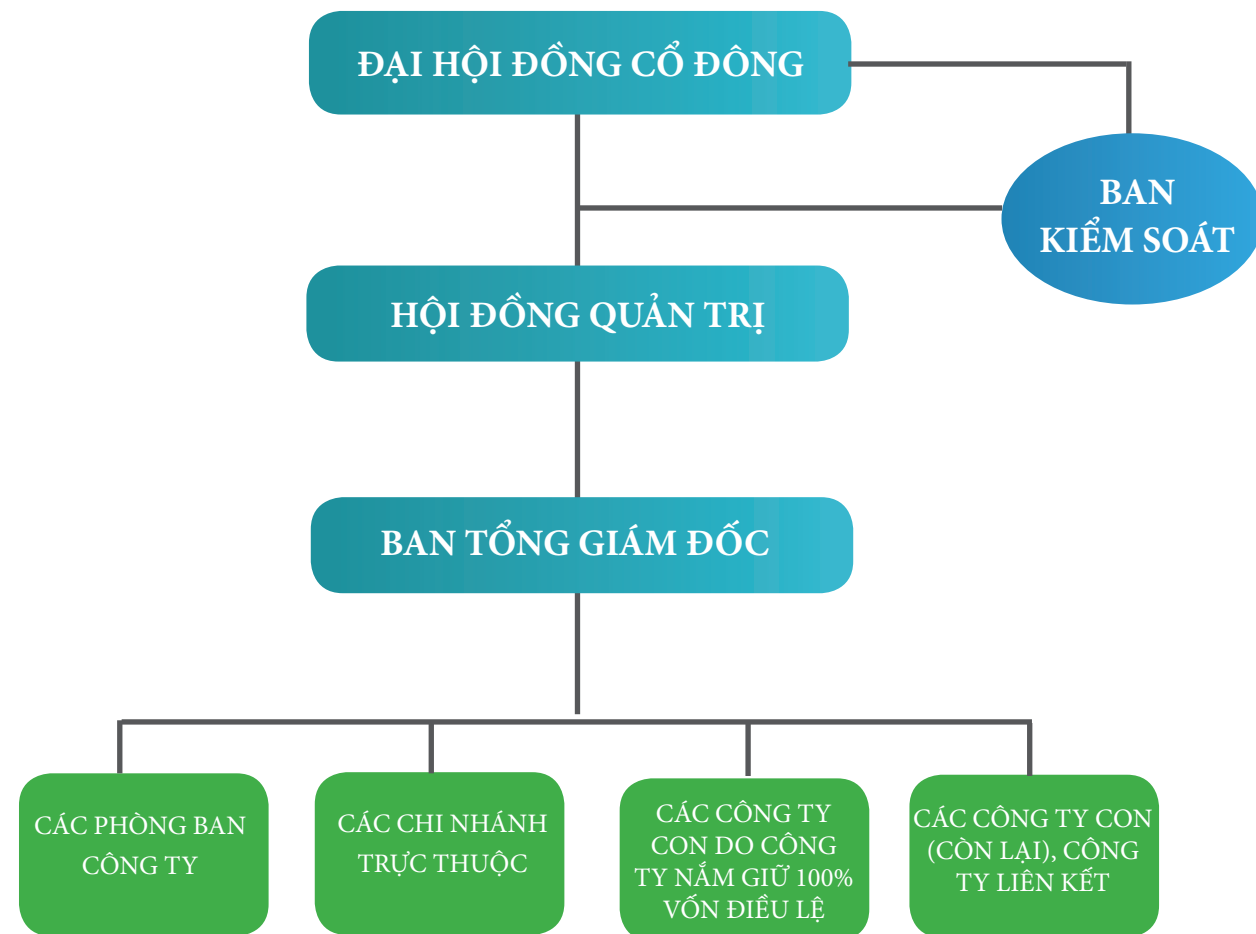 ĐẠI HỘI ĐỒNG CỔ ĐÔNG
BAN
KIỂM SOÁT
HỘI ĐỒNG QUẢN TRỊ
BAN TỔNG GIÁM ĐỐC
CÁC PHÒNG BAN
CÔNG TY
CÁC CHI NHÁNH
TRỰC THUỘC
CÁC CÔNG TY
CON DO CÔNG
TY NẮM GIỮ 100%
VỐN ĐIỀU LỆ
CÁC CÔNG TY CON
(CÒN LẠI), CÔNG
TY LIÊN KẾT